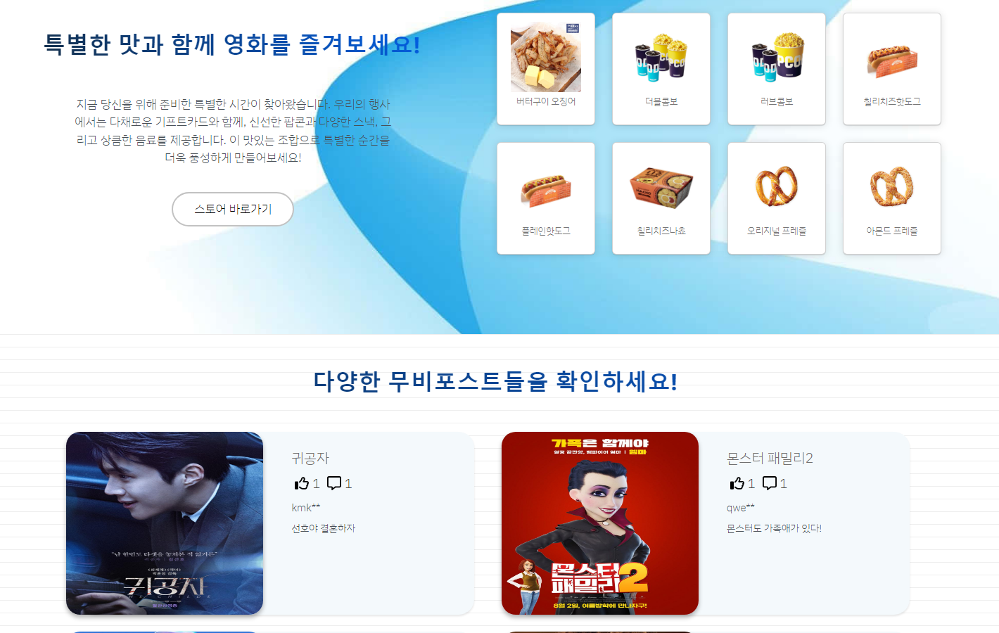 특별한 맛과 함께 영화를 즐겨보세요!
지금 당신을 위해 준비한 특별한 시간이 찾아왔습니다. 우리의 행사
에서는 다채로운 기프트카드와 함께, 신선한 팝콘과 다양한 스낵, 그
리고 상큼한 음료를 제공합니다. 이 맛있는 조합으로 특별한 순간을
더욱 풍성하게 만들어보세요!
스토어 바로가기
버터구이 오징어
더블콤보
러브콤보
칠리치즈핫도그
플레인핫도그
칠리치즈나쵸
오리지널 프레즐
아몬드 프레즐
다양한 무비포스트들을 확인하세요!
"난 한번도 타겟을 놓쳐본 적 없거든"
귀공자
THE CHILDE
귀공자
1 1
kmk**
선호야 결혼하자
가족은 함께야
몬스터
패밀리2
8월 2일, 여름방학에 만나자구!
몬스터 패밀리2
1 1
qwe**
몬스터도 가족애가 있다!